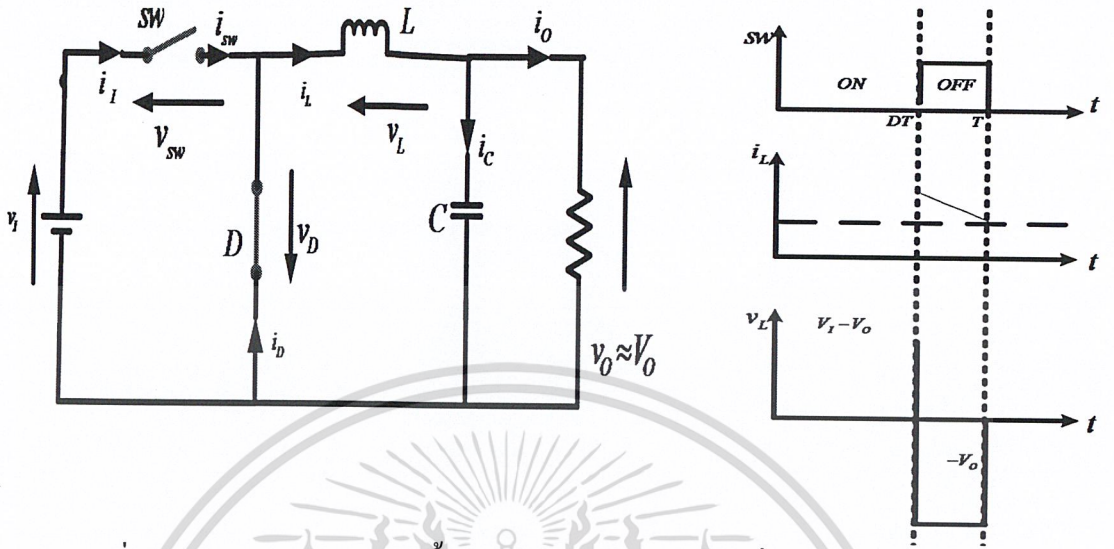 SW
i_sw
L
i_O
i_I
i_L
v_sw
v_L
i_C
v_I
D
v_D
C
i_D
v_O≈V_O
SW
ON
OFF
t
DT
T
i_L
t
v_L
V_I-V_O
t
-V_O